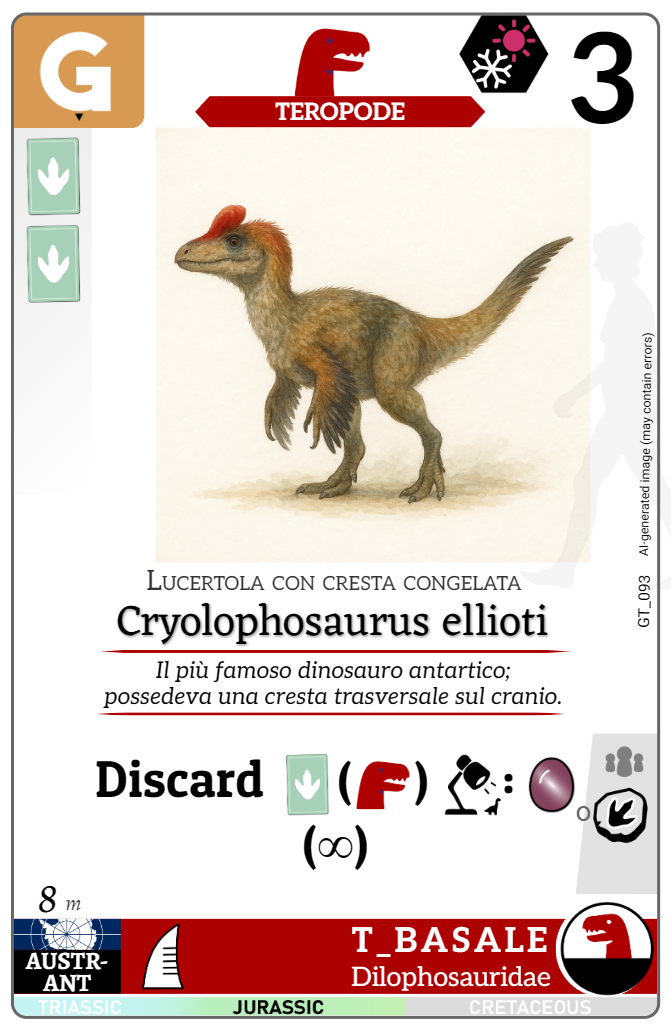 G
TEROPODE
3
AI-generated image (may contain errors)
GT_093
Lucertola con cresta congelata
Cryolophosaurus ellioti
Il più famoso dinosauro antartico;
possedeva una cresta trasversale sul cranio.
Discard ( ) : o
(∞)
8 m
AUSTR-
ANT
T_BASALE
Dilophosauridae
TRIASSIC JURASSIC CRETACEOUS